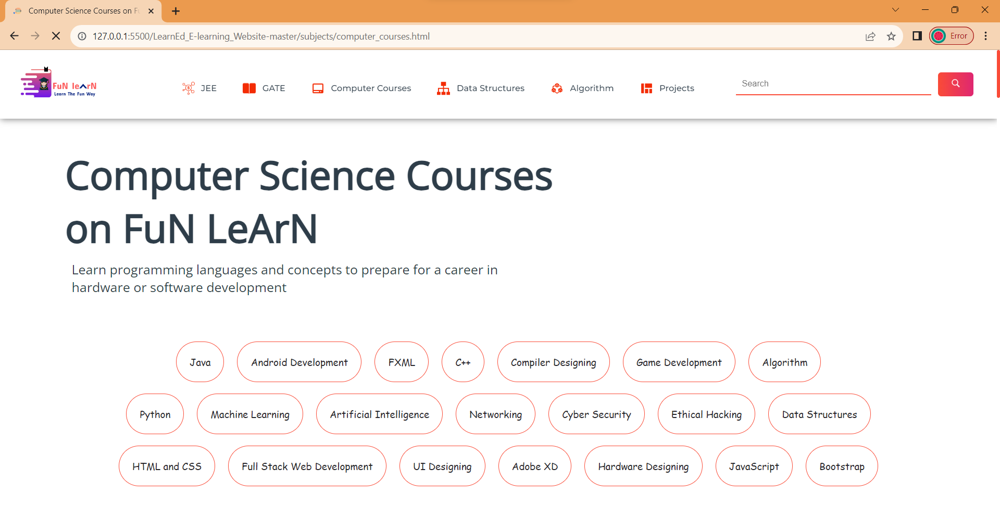 Computer Science Courses on F
127.0.0.1:5500/LearnEd_E-learning_Website-master/subjects/computer_courses.html
Error
FuN leArN
Learn The Fun Way
JEE
GATE
Computer Courses
Data Structures
Algorithm
Projects
Search
Computer Science Courses
on FuN LeArN
Learn programming languages and concepts to prepare for a career in
hardware or software development
Java
Android Development
FXML
C++
Compiler Designing
Game Development
Algorithm
Python
Machine Learning
Artificial Intelligence
Networking
Cyber Security
Ethical Hacking
Data Structures
HTML and CSS
Full Stack Web Development
UI Designing
Adobe XD
Hardware Designing
JavaScript
Bootstrap